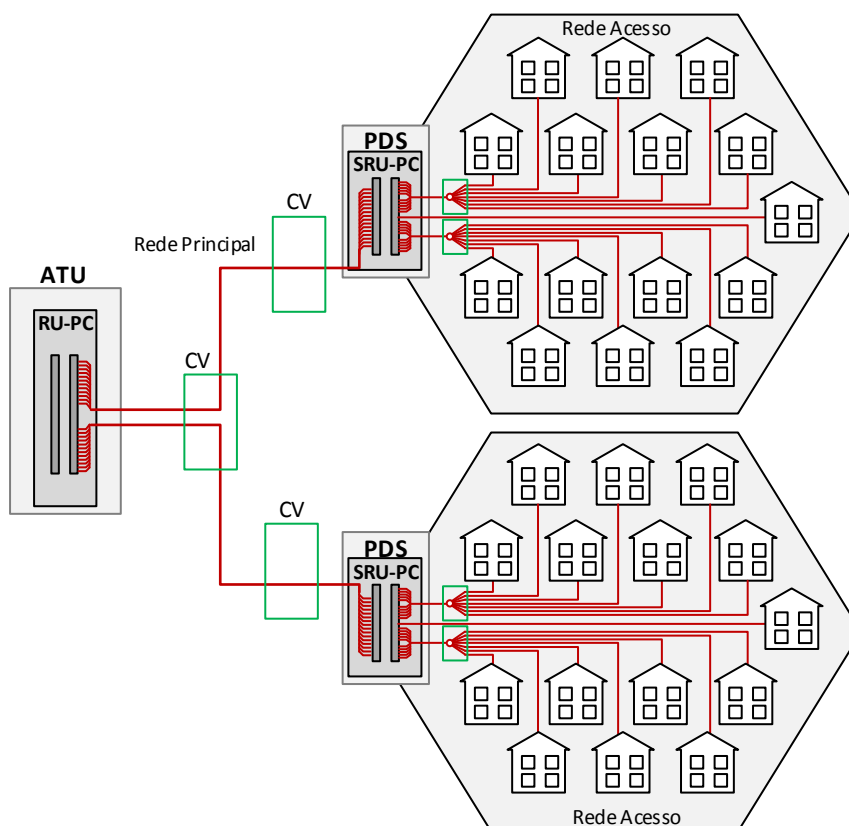 Rede Acesso
PDS
SRU-PC
CV
Rede Principal
ATU
RU-PC
CV
CV
PDS
SRU-PC
Rede Acesso